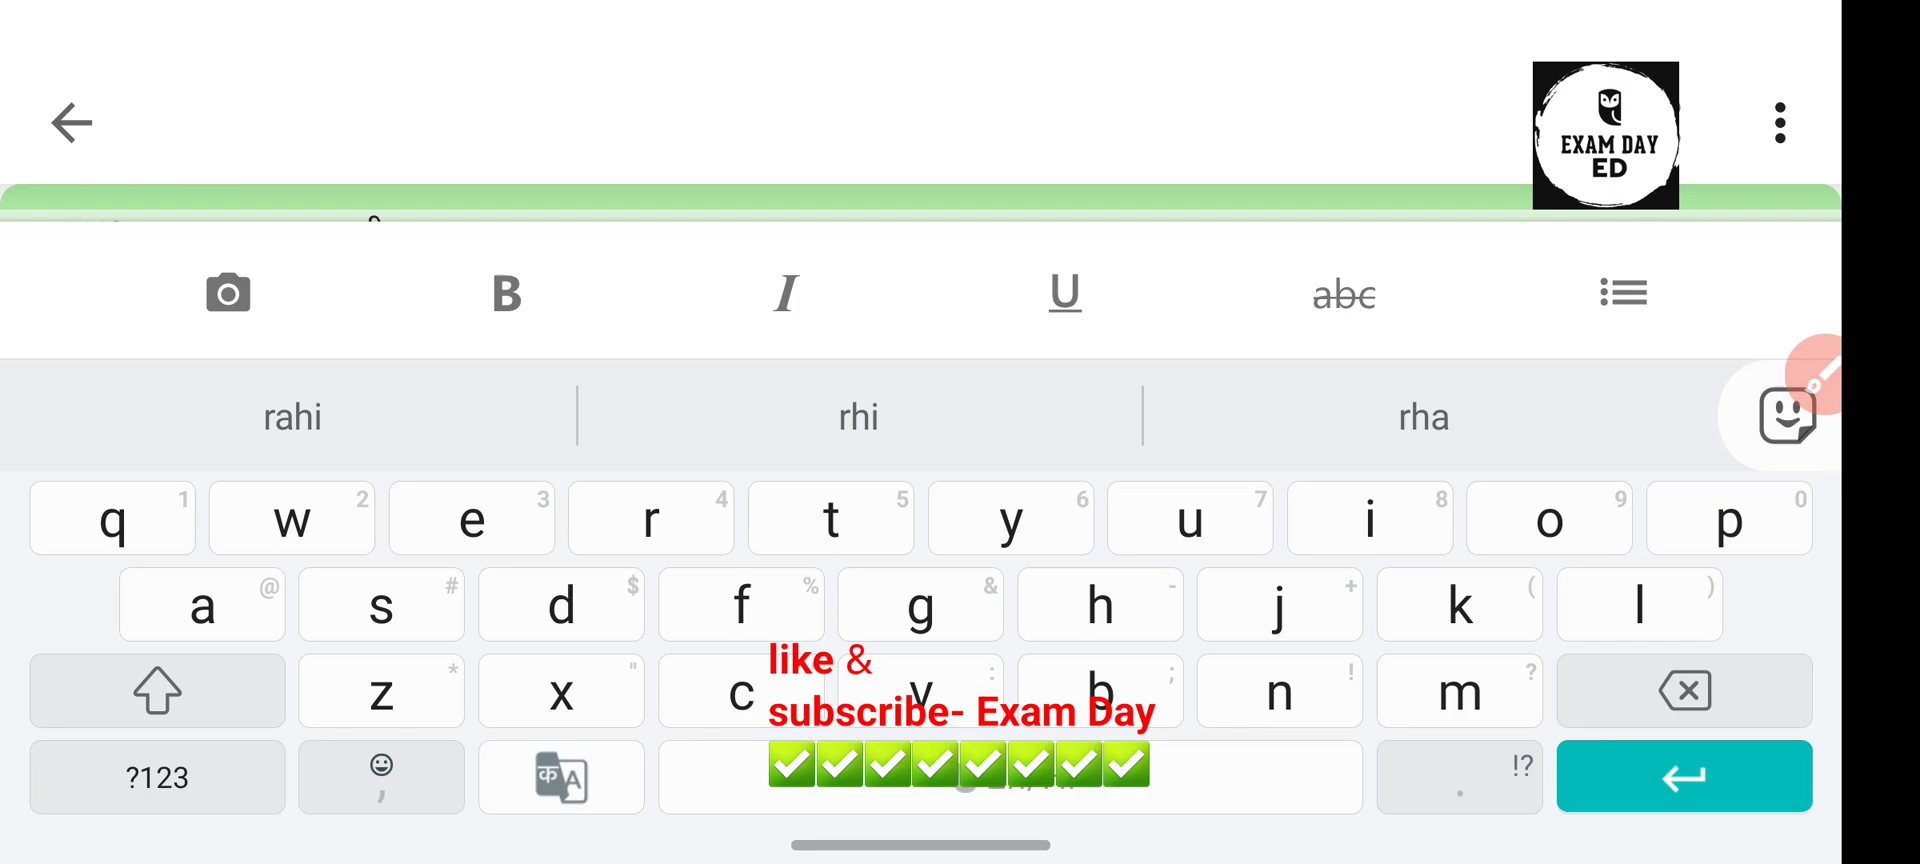 EXAM DAY
ED
B I U abc
rahi rhi rha
q 1 w 2 e 3 r 4 t 5 y 6 u 7 i 8 o 9 p 0
a @ s # d $ f % g & h - j + k ( l )
z * x " c v : b ; n ! m ?
like &
subscribe- Exam Day
?123 , क A . !?